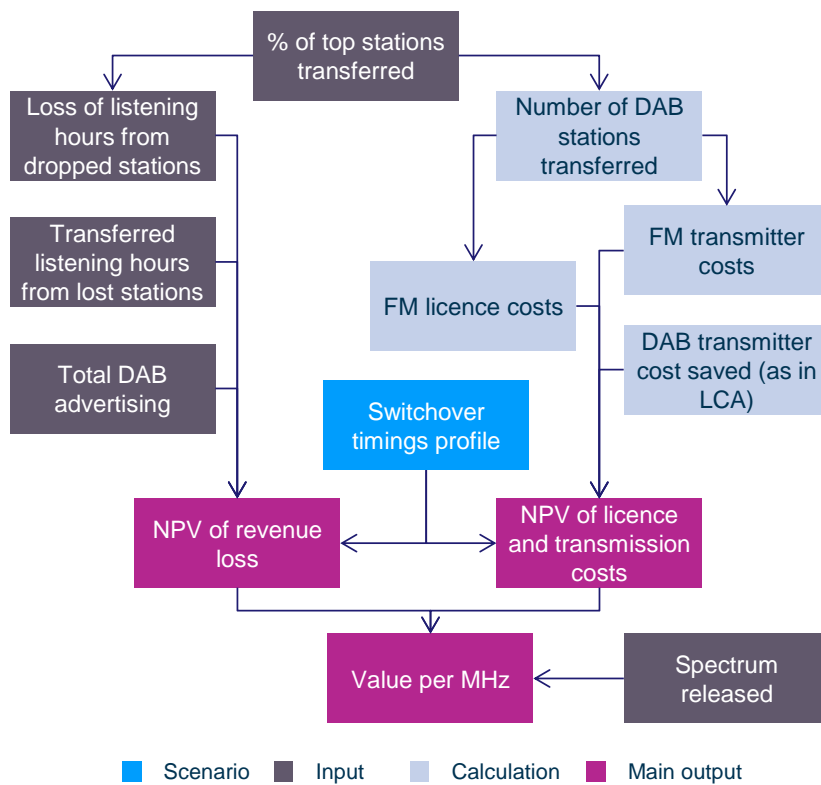 % of top stations
transferred
Loss of listening
hours from
dropped stations
Number of DAB
stations
transferred
Transferred
listening hours
from lost stations
FM transmitter
costs
FM licence costs
Total DAB
advertising
DAB transmitter
cost saved (as in
LCA)
Switchover
timings profile
NPV of revenue
loss
NPV of licence
and transmission
costs
Value per MHz
Spectrum
released
Scenario
Input
Calculation
Main output